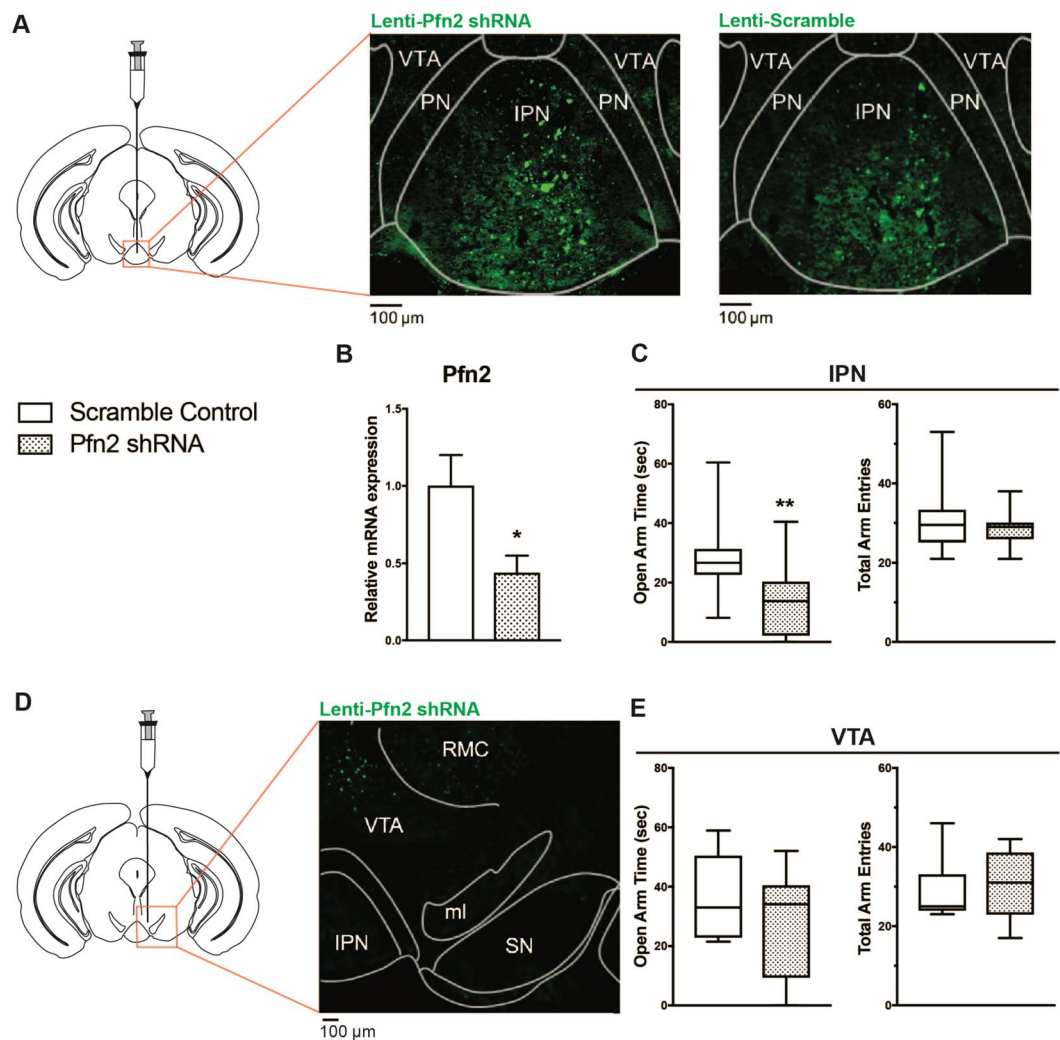 A
Lenti-Pfn2 shRNA
Lenti-Scramble
VTA
VTA
PN
IPN
PN
VTA
VTA
PN
IPN
PN
100 µm
100 µm
Scramble Control
Pfn2 shRNA
B
Pfn2
Relative mRNA expression
1.5
1.0
0.5
0.0
*
C
IPN
Open Arm Time (sec)
80
60
40
20
0
**
Total Arm Entries
60
40
20
0
D
Lenti-Pfn2 shRNA
RMC
VTA
ml
IPN
SN
100 µm
E
VTA
Open Arm Time (sec)
80
60
40
20
0
Total Arm Entries
60
40
20
0